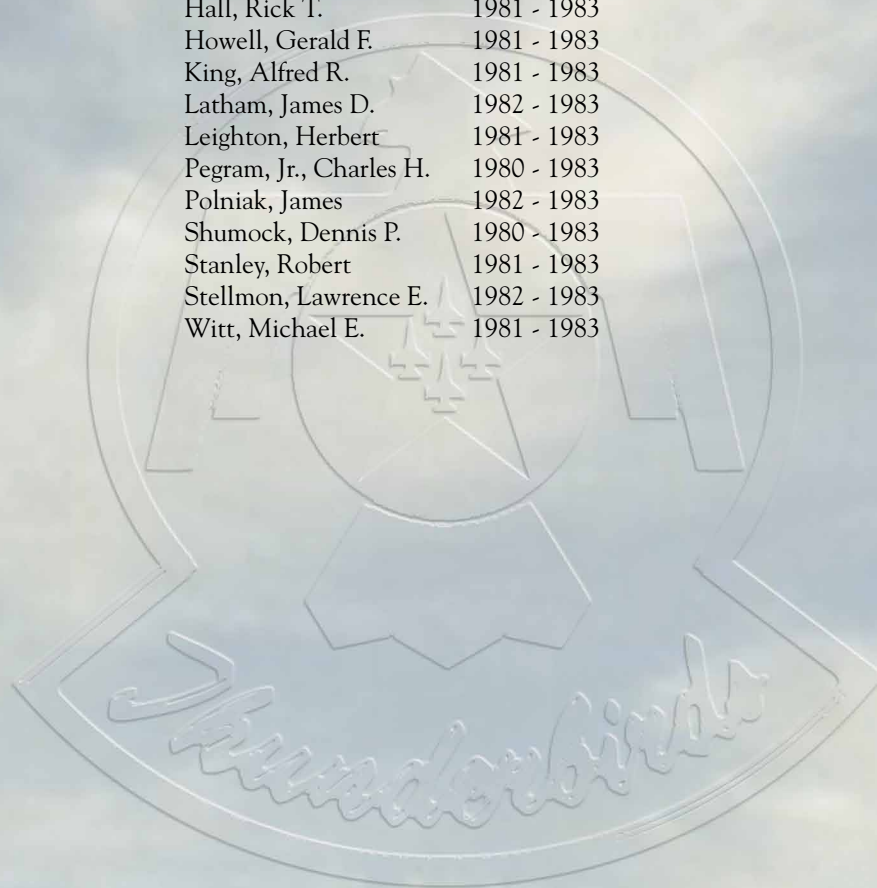 Hall, Rick T. 1981 - 1983
Howell, Gerald F. 1981 - 1983
King, Alfred R. 1981 - 1983
Latham, James D. 1982 - 1983
Leighton, Herbert 1981 - 1983
Pegram, Jr., Charles H. 1980 - 1983
Polniak, James 1982 - 1983
Shumock, Dennis P. 1980 - 1983
Stanley, Robert 1981 - 1983
Stellmon, Lawrence E. 1982 - 1983
Witt, Michael E. 1981 - 1983
Thunderbirds